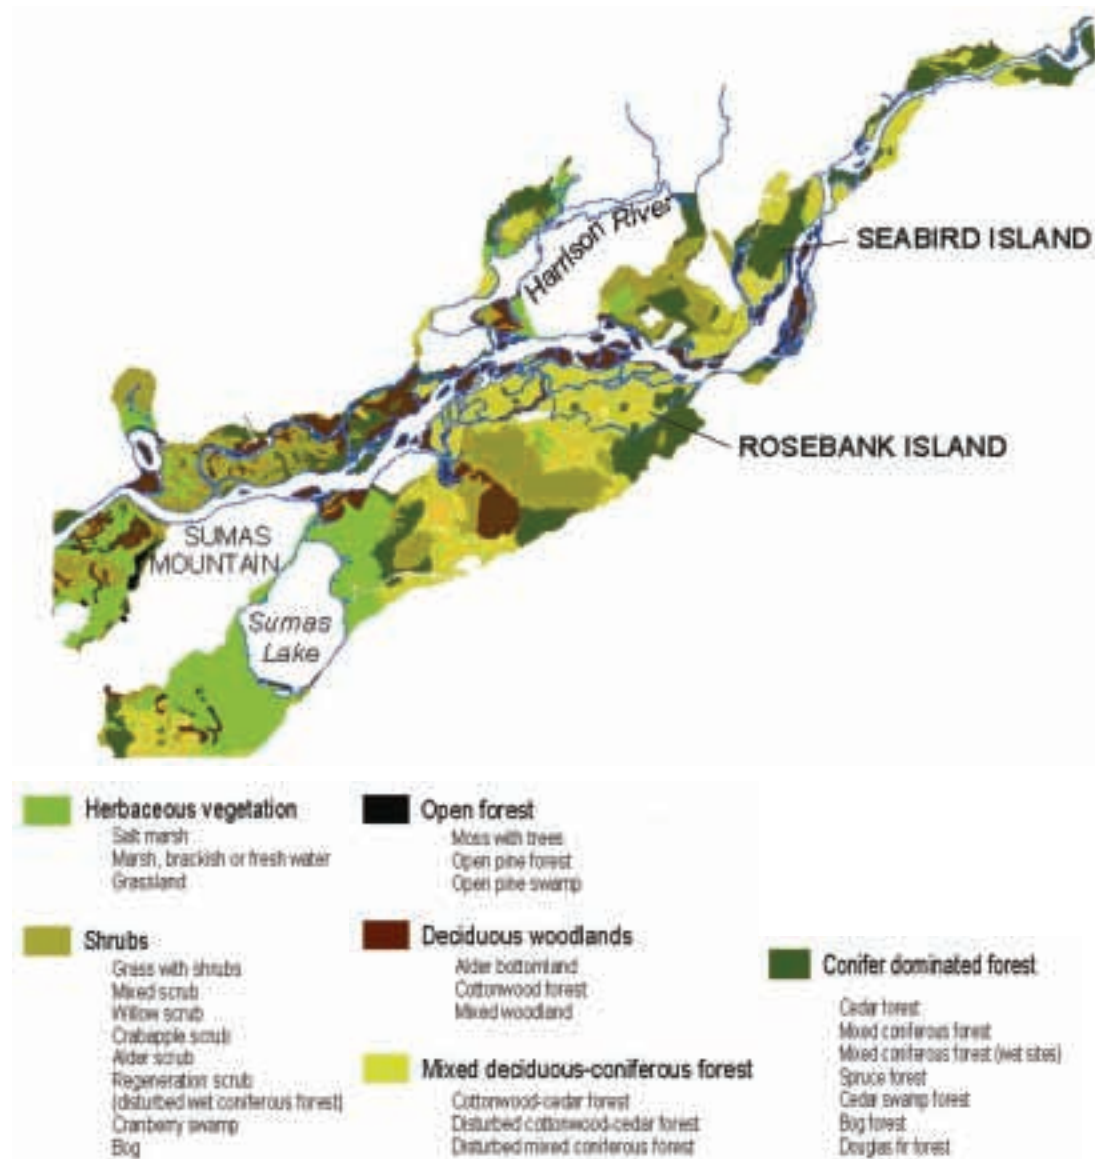 Harrison River
SEABIRD ISLAND
ROSEBANK ISLAND
SUMAS
MOUNTAIN
Sumas
Lake
Herbaceous vegetation
Salt marsh
Marsh, brackish or fresh water
Grassland
Shrubs
Grass with shrubs
Mixed scrub
Willow scrub
Crabapple scrub
Alder scrub
Regeneration scrub
(disturbed wet coniferous forest)
Cranberry swamp
Bog
Open forest
Moss with trees
Open pine forest
Open pine swamp
Deciduous woodlands
Alder bottomland
Cottonwood forest
Mixed woodland
Mixed deciduous-coniferous forest
Cottonwood-cedar forest
Disturbed cottonwood-cedar forest
Disturbed mixed coniferous forest
Conifer dominated forest
Cedar forest
Mixed coniferous forest
Mixed coniferous forest (wet sites)
Spruce forest
Cedar swamp forest
Bog forest
Douglas fir forest